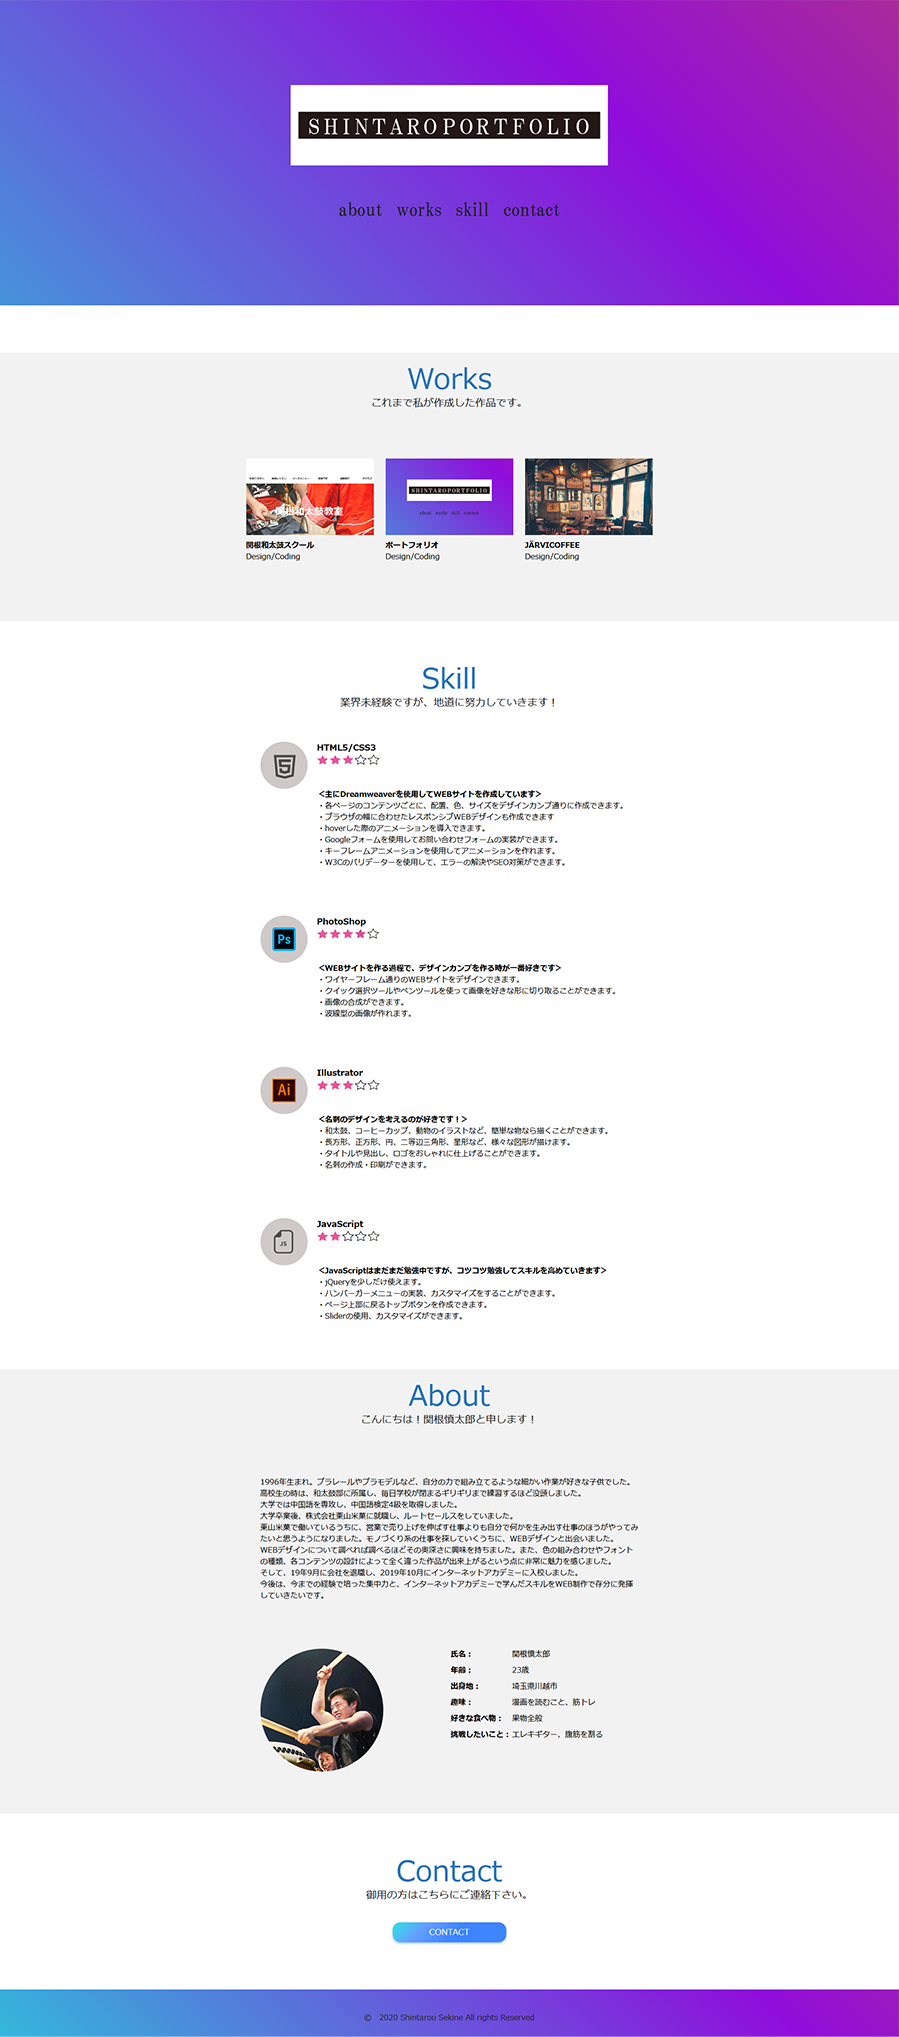 SHINTAROPORTFOLIO
about works skill contact
Works
これまで私が作成した作品です。
関根和太鼓教室
SHINTAROPORTFOLIO
about works skill contact
関根和太鼓スクール
Design/Coding
ポートフォリオ
Design/Coding
JÄRVICOFFEE
Design/Coding
Skill
業界未経験ですが、地道に努力していきます！
HTML5/CSS3
★★★☆☆
＜主にDreamweaverを使用してWEBサイトを作成しています＞
・各ページのコンテンツごとに、配置、色、サイズをデザインカンプ通りに作成できます。
・ブラウザの幅に合わせたレスポンシブWEBデザインも作成できます
・hoverした際のアニメーションを導入できます。
・Googleフォームを使用してお問い合わせフォームの実装ができます。
・キーフレームアニメーションを使用してアニメーションを作れます。
・W3Cのバリデーターを使用して、エラーの解決やSEO対策ができます。
Ps
PhotoShop
★★★★☆
＜WEBサイトを作る過程で、デザインカンプを作る時が一番好きです＞
・ワイヤーフレーム通りのWEBサイトをデザインできます。
・クイック選択ツールやペンツールを使って画像を好きな形に切り取ることができます。
・画像の合成ができます。
・波線型の画像が作れます。
Ai
Illustrator
★★★☆☆
＜名刺のデザインを考えるのが好きです！＞
・和太鼓、コーヒーカップ、動物のイラストなど、簡単な物なら描くことができます。
・長方形、正方形、円、二等辺三角形、星形など、様々な図形が描けます。
・タイトルや見出し、ロゴをおしゃれに仕上げることができます。
・名刺の作成・印刷ができます。
JS
JavaScript
★★☆☆☆
＜JavaScriptはまだまだ勉強中ですが、コツコツ勉強してスキルを高めていきます＞
・jQueryを少しだけ使えます。
・ハンバーガーメニューの実装、カスタマイズをすることができます。
・ページ上部に戻るトップボタンを作成できます。
・Sliderの使用、カスタマイズができます。
About
こんにちは！関根慎太郎と申します！
1996年生まれ。プラレールやプラモデルなど、自分の力で組み立てるような細かい作業が好きな子供でした。
高校生の時は、和太鼓部に所属し、毎日学校が閉まるギリギリまで練習するほど没頭しました。
大学では中国語を専攻し、中国語検定4級を取得しました。
大学卒業後、株式会社栗山米菓に就職し、ルートセールスをしていました。
栗山米菓で働いているうちに、営業で売り上げを伸ばす仕事よりも自分で何かを生み出す仕事のほうがやってみ
たいと思うようになりました。モノづくり系の仕事を探していくうちに、WEBデザインと出会いました。
WEBデザインについて調べれば調べるほどその奥深さに興味を持ちました。また、色の組み合わせやフォント
の種類、各コンテンツの設計によって全く違った作品が出来上がるという点に非常に魅力を感じました。
そして、19年9月に会社を退職し、2019年10月にインターネットアカデミーに入校しました。
今後は、今までの経験で培った集中力と、インターネットアカデミーで学んだスキルをWEB制作で存分に発揮
していきたいです。
氏名： 関根慎太郎
年齢： 23歳
出身地： 埼玉県川越市
趣味： 漫画を読むこと、筋トレ
好きな食べ物： 果物全般
挑戦したいこと： エレキギター、腹筋を割る
Contact
御用の方はこちらにご連絡下さい。
CONTACT
© 2020 Shintarou Sekine All rights Reserved